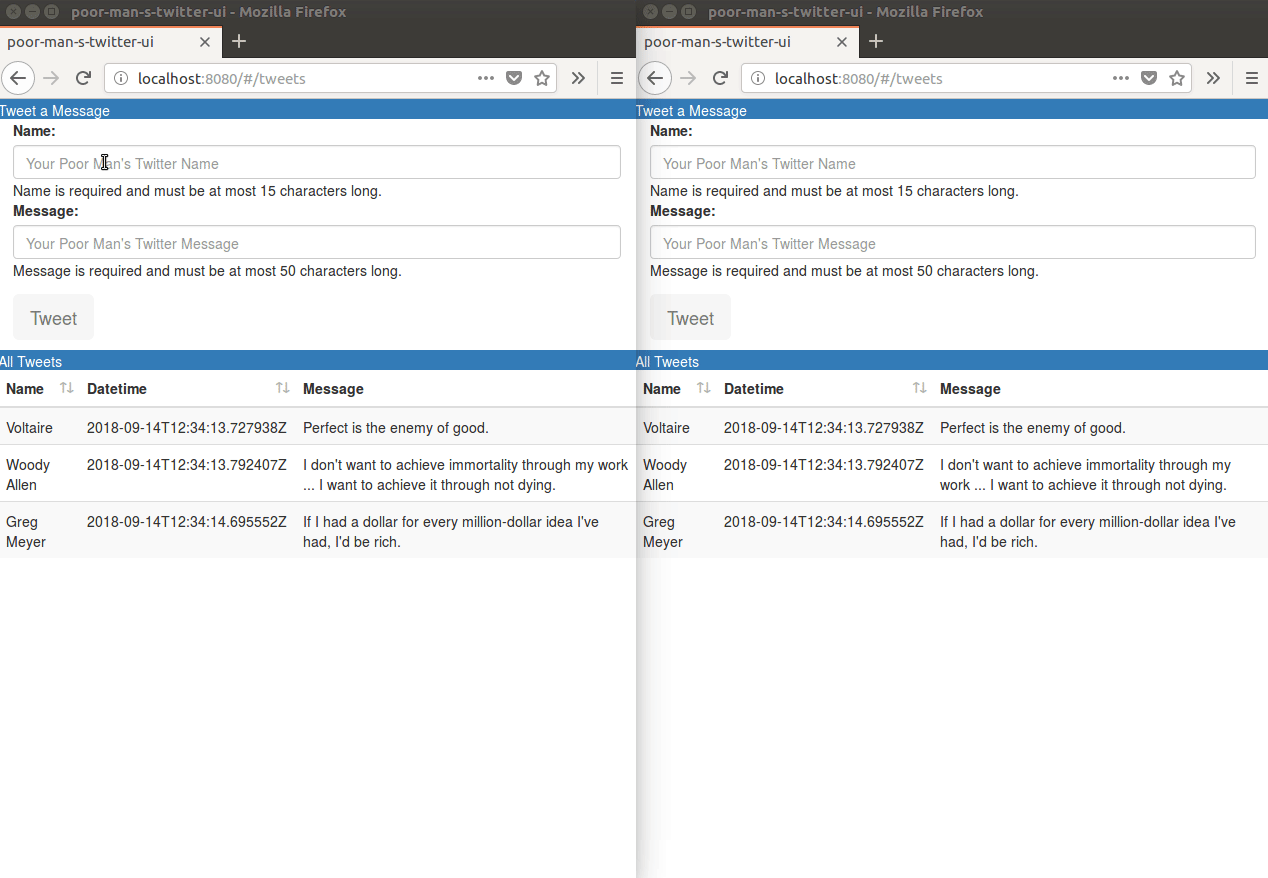 poor-man-s-twitter-ui - Mozilla Firefox
poor-man-s-twitter-ui
localhost:8080/#/tweets
Tweet a Message
Name:
Your Poor Man's Twitter Name
Name is required and must be at most 15 characters long.
Message:
Your Poor Man's Twitter Message
Message is required and must be at most 50 characters long.
Tweet
All Tweets
Name Datetime Message
Voltaire 2018-09-14T12:34:13.727938Z Perfect is the enemy of good.
Woody 2018-09-14T12:34:13.792407Z I don't want to achieve immortality through my work
Allen ... I want to achieve it through not dying.
Greg 2018-09-14T12:34:14.695552Z If I had a dollar for every million-dollar idea I've
Meyer had, I'd be rich.
poor-man-s-twitter-ui - Mozilla Firefox
poor-man-s-twitter-ui
localhost:8080/#/tweets
Tweet a Message
Name:
Your Poor Man's Twitter Name
Name is required and must be at most 15 characters long.
Message:
Your Poor Man's Twitter Message
Message is required and must be at most 50 characters long.
Tweet
All Tweets
Name Datetime Message
Voltaire 2018-09-14T12:34:13.727938Z Perfect is the enemy of good.
Woody 2018-09-14T12:34:13.792407Z I don't want to achieve immortality through my
Allen work ... I want to achieve it through not dying.
Greg 2018-09-14T12:34:14.695552Z If I had a dollar for every million-dollar idea I've
Meyer had, I'd be rich.